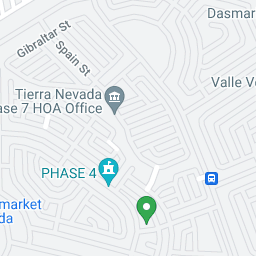 Dasmar
Gibraltar St
Spain St
Valle Ve
Tierra Nevada
ase 7 HOA Office
PHASE 4
market
da